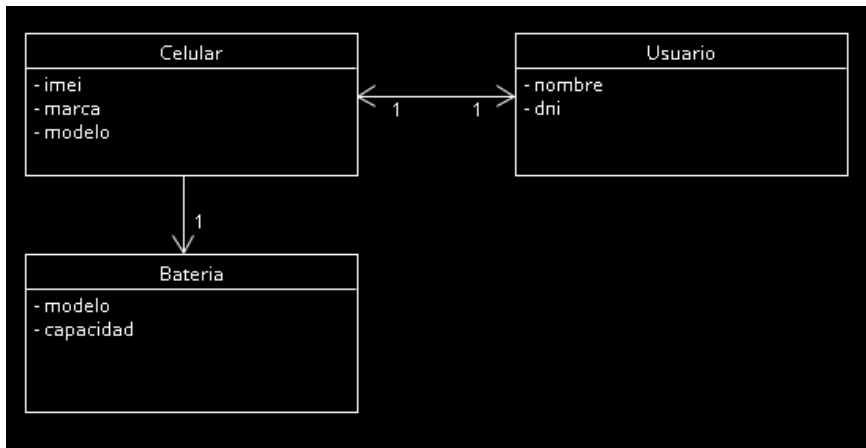 Celular
- imei
- marca
- modelo
1
1
Usuario
- nombre
- dni
1
Bateria
- modelo
- capacidad